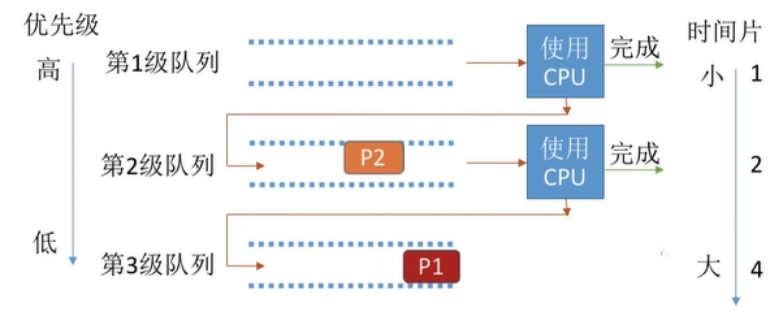 优先级
时间片
高
第1级队列
使用
CPU
完成
小
1
第2级队列
P2
使用
CPU
完成
2
低
第3级队列
P1
大
4